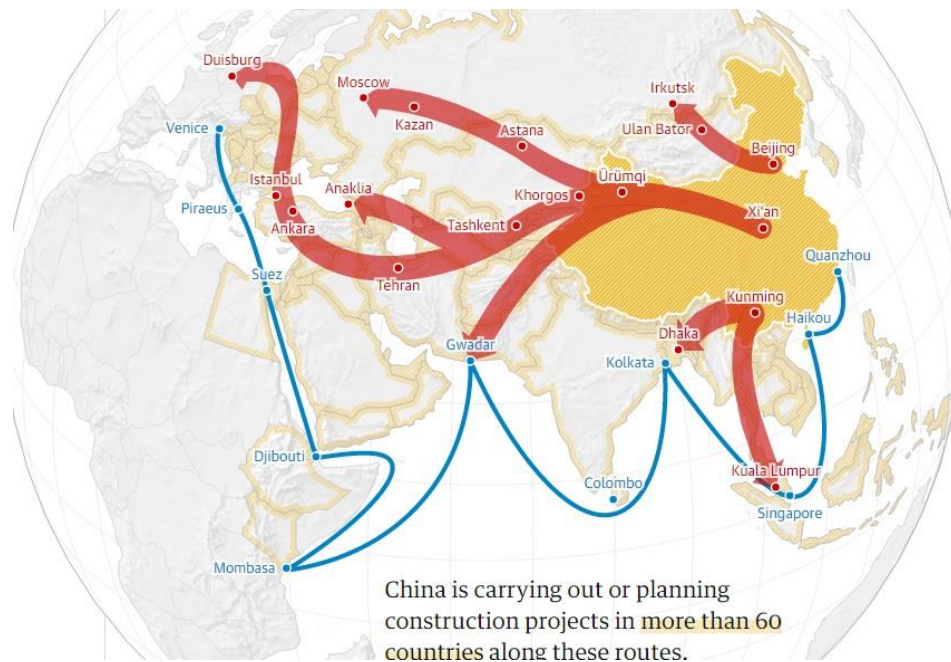 Duisburg
Moscow
Irkutsk
Kazan
Venice
Astana
Ulan Bator
Beijing
Istanbul
Anaklia
Khorgos
Ürümqi
Piraeus
Ankara
Tashkent
Xi'an
Tehran
Quanzhou
Suez
Kunming
Haikou
Dhaka
Gwadar
Kolkata
Djibouti
Colombo
Kuala Lumpur
Singapore
Mombasa
China is carrying out or planning
construction projects in more than 60
countries along these routes.